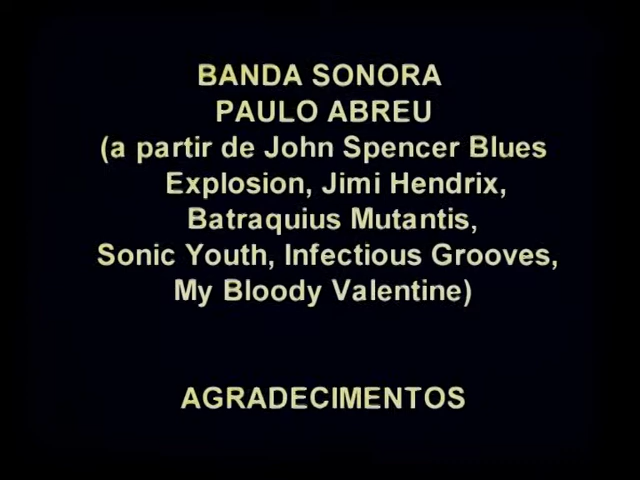 BANDA SONORA
PAULO ABREU
(a partir de John Spencer Blues
Explosion, Jimi Hendrix,
Batraquius Mutantis,
Sonic Youth, Infectious Grooves,
My Bloody Valentine)
AGRADECIMENTOS